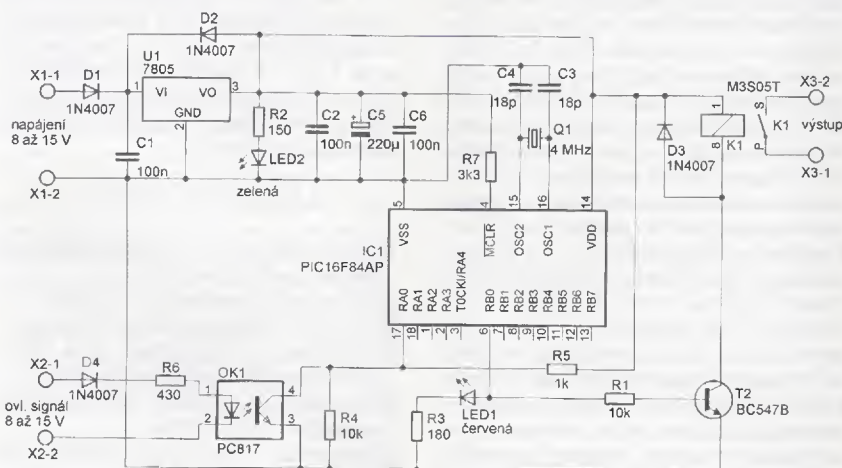 D2
1N4007
U1
7805
X1-1
D1
1N4007
1
VI
VO
3
GND
2
napájení
8 až 15 V
C1
100n
X1-2
R2
150
LED2
zelená
C2
100n
+
C5
220µ
C6
100n
R7
3k3
C4
18p
C3
18p
Q1
4 MHz
M3S05T
1
8
K1
D3
1N4007
S
P
K1
X3-2
výstup
X3-1
5
4
15
16
14
VSS
MCLR
OSC2
OSC1
VDD
IC1
PIC16F84AP
RA0
RA1
RA2
RA3
T0CKI/RA4
RB0
RB1
RB2
RB3
RB4
RB5
RB6
RB7
17
18
1
2
3
6
7
8
9
10
11
12
13
X2-1
D4
1N4007
R6
430
ovl. signál
8 až 15 V
X2-2
OK1
1
2
4
3
PC817
R4
10k
R3
180
LED1
červená
R5
1k
R1
10k
T2
BC547B